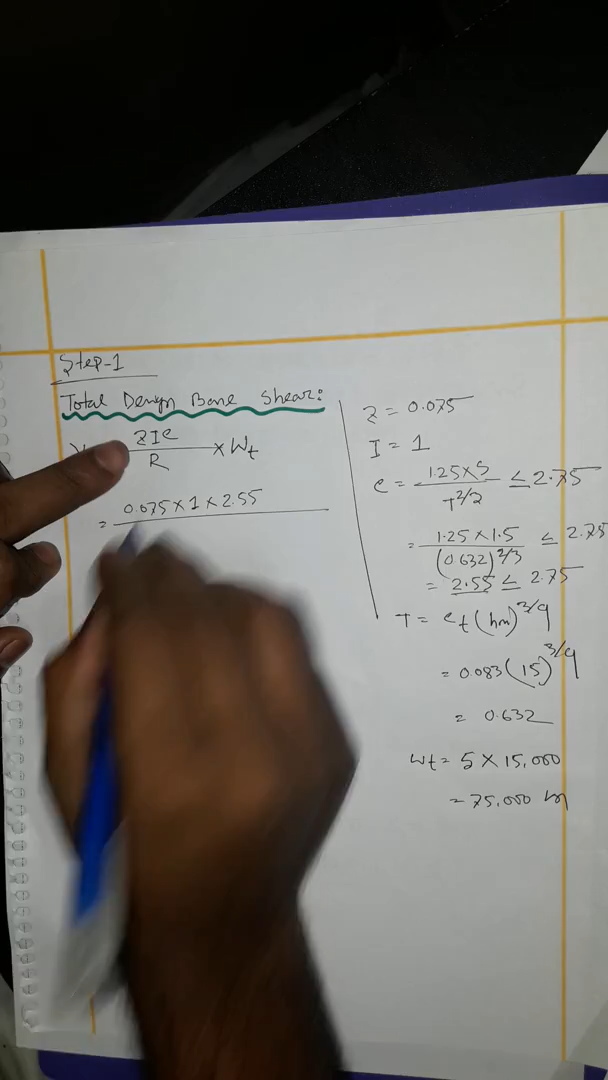 Step-1
Total Design Base Shear:
ZIC
R
× Wt
= 0.075 × 1 × 2.55
Z = 0.075
I = 1
C = 1.25×S / T^2/2 ≤ 2.75
= 1.25 × 1.5 / (0.632)^2/3 ≤ 2.75
= 2.55 ≤ 2.75
T = Ct (hn)^3/4
= 0.083 (15)^3/4
= 0.632
Wt = 5 × 15,000
= 75,000